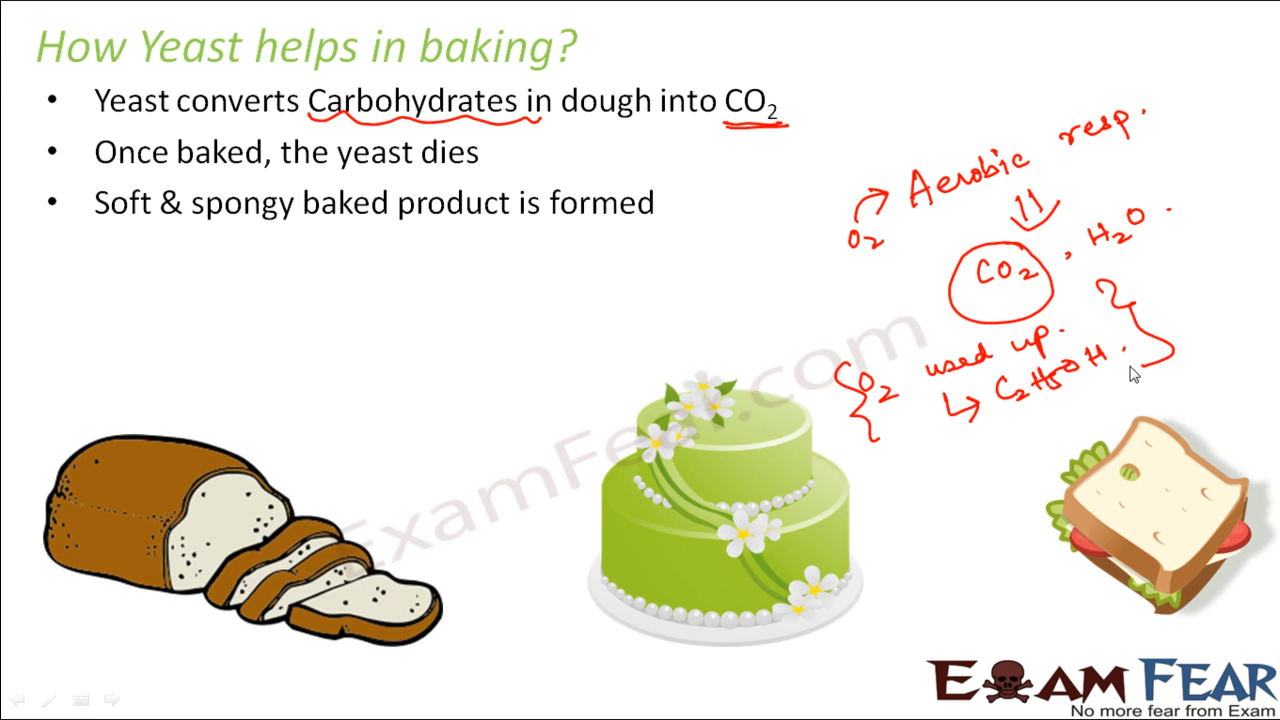 How Yeast helps in baking?
• Yeast converts Carbohydrates in dough into CO₂
• Once baked, the yeast dies
• Soft & spongy baked product is formed
O₂ → Aerobic resp.
CO₂, H₂O.
CO₂ used up.
↳ C₂H₅OH.
ExamFear.com
EXAM FEAR
No more fear from Exam